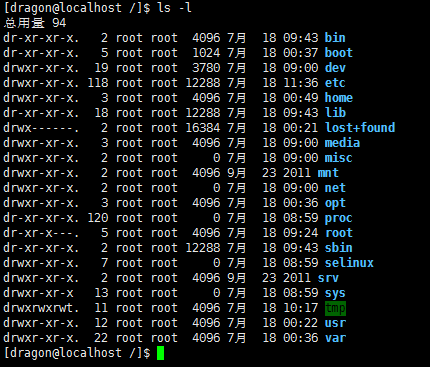 [dragon@localhost /]$ ls -l
总用量 94
dr-xr-xr-x.   2 root root  4096 7月  18 09:43 bin
dr-xr-xr-x.   5 root root  1024 7月  18 00:37 boot
drwxr-xr-x.  19 root root  3780 7月  18 09:00 dev
drwxr-xr-x. 118 root root 12288 7月  18 11:36 etc
drwxr-xr-x.   3 root root  4096 7月  18 00:49 home
dr-xr-xr-x.  18 root root 12288 7月  18 09:43 lib
drwx------.   2 root root 16384 7月  18 00:21 lost+found
drwxr-xr-x.   3 root root  4096 7月  18 09:00 media
drwxr-xr-x.   2 root root     0 7月  18 09:00 misc
drwxr-xr-x.   2 root root  4096 9月  23 2011 mnt
drwxr-xr-x.   2 root root     0 7月  18 09:00 net
drwxr-xr-x.   3 root root  4096 7月  18 00:36 opt
dr-xr-xr-x. 120 root root     0 7月  18 08:59 proc
dr-xr-x---.   5 root root  4096 7月  18 09:24 root
dr-xr-xr-x.   2 root root 12288 7月  18 09:43 sbin
drwxr-xr-x.   7 root root     0 7月  18 08:59 selinux
drwxr-xr-x.   2 root root  4096 9月  23 2011 srv
drwxr-xr-x   13 root root     0 7月  18 08:59 sys
drwxrwxrwt.  11 root root  4096 7月  18 10:17 tmp
drwxr-xr-x.  12 root root  4096 7月  18 00:22 usr
drwxr-xr-x.  22 root root  4096 7月  18 00:36 var
[dragon@localhost /]$